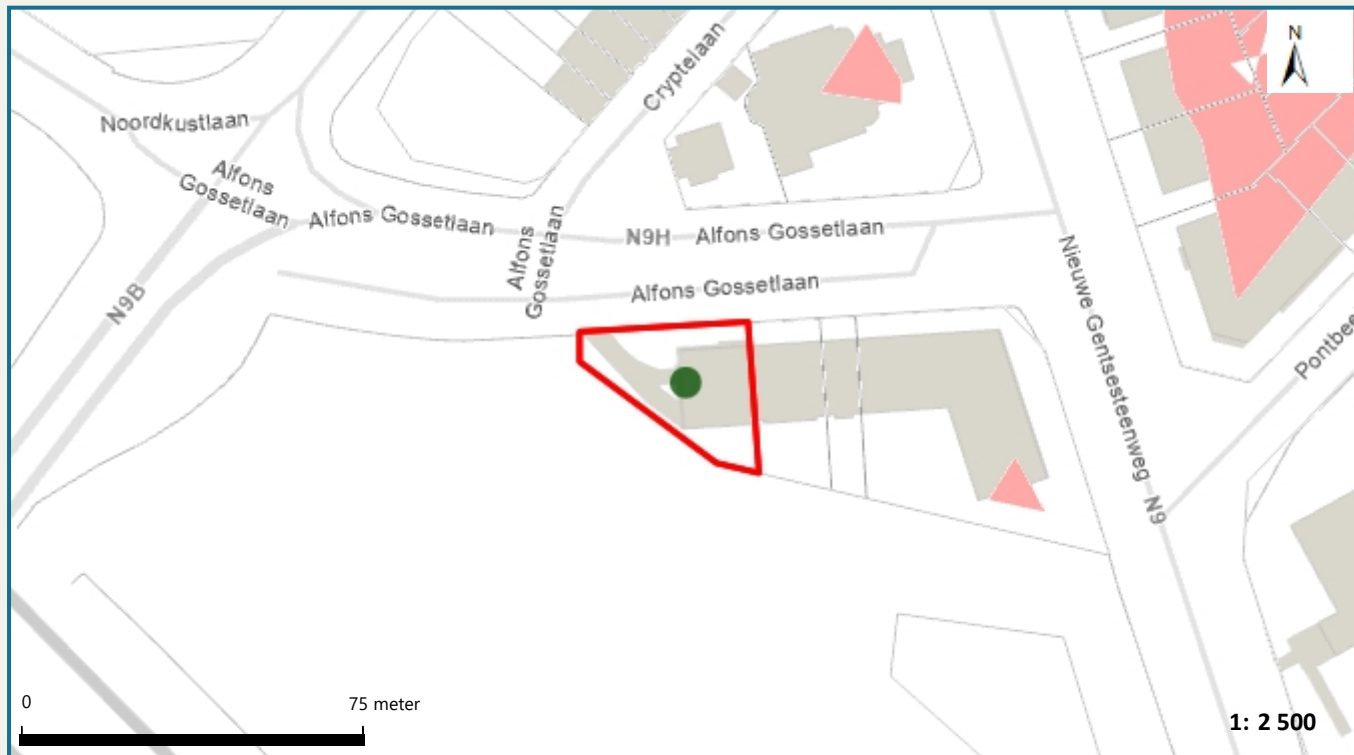 N
Cryptelaan
Noordkustlaan
Alfons
Gossetlaan
Alfons Gossetlaan
Alfons
Gossetlaan
N9H Alfons Gossetlaan
Alfons Gossetlaan
N9B
Nieuwe Gentsesteenweg N9
Pontbee
0
75 meter
1: 2 500